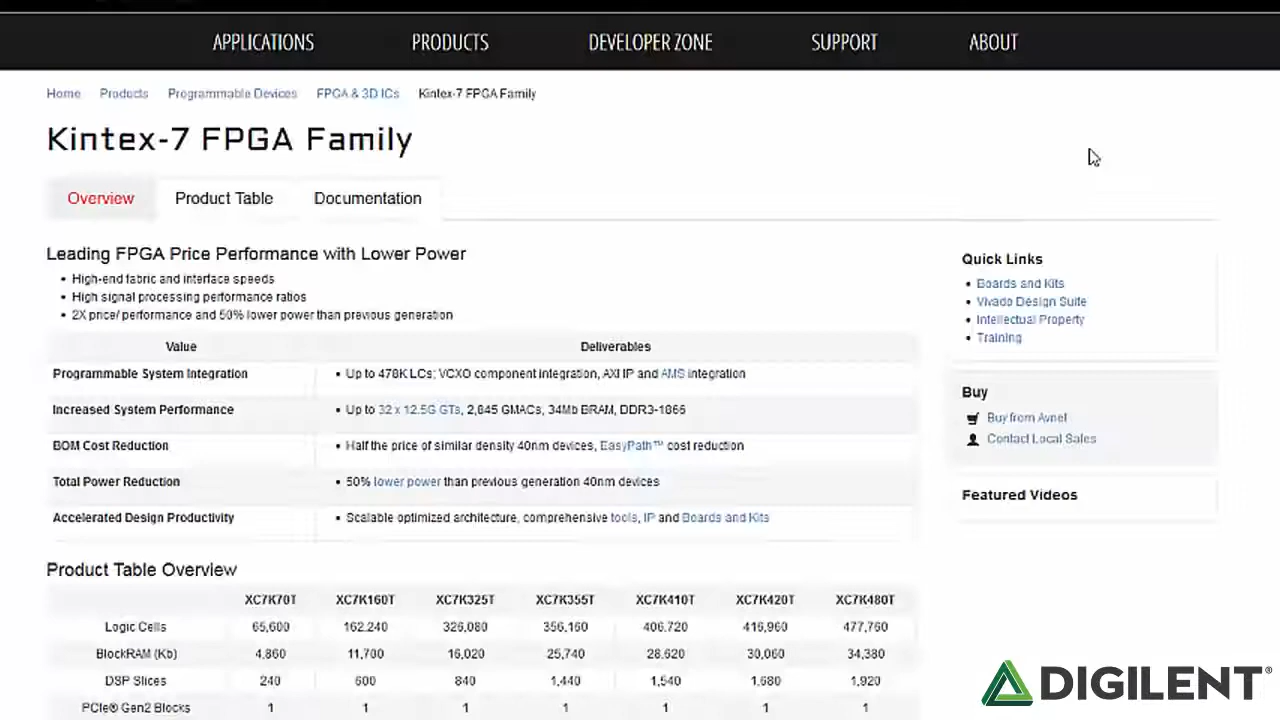 APPLICATIONS PRODUCTS DEVELOPER ZONE SUPPORT ABOUT
Home Products Programmable Devices FPGA & 3D ICs Kintex-7 FPGA Family
Kintex-7 FPGA Family
Overview Product Table Documentation
Leading FPGA Price Performance with Lower Power
• High-end fabric and interface speeds
• High signal processing performance ratios
• 2X price/ performance and 50% lower power than previous generation
Value Deliverables
Programmable System Integration • Up to 478K LCs; VCXO component integration, AXI IP and AMS integration
Increased System Performance • Up to 32 x 12.5G GTs, 2,845 GMACs, 34Mb BRAM, DDR3-1866
BOM Cost Reduction • Half the price of similar density 40nm devices, EasyPath™ cost reduction
Total Power Reduction • 50% lower power than previous generation 40nm devices
Accelerated Design Productivity • Scalable optimized architecture, comprehensive tools, IP and Boards and Kits
Product Table Overview
XC7K70T XC7K160T XC7K325T XC7K355T XC7K410T XC7K420T XC7K480T
Logic Cells 65,600 162,240 326,080 356,160 406,720 416,960 477,760
BlockRAM (Kb) 4,860 11,700 16,020 25,740 28,620 30,060 34,380
DSP Slices 240 600 840 1,440 1,540 1,680 1,920
PCIe® Gen2 Blocks 1 1 1 1 1 1 1
Quick Links
• Boards and Kits
• Vivado Design Suite
• Intellectual Property
• Training
Buy
Buy from Avnet
Contact Local Sales
Featured Videos
DIGILENT®